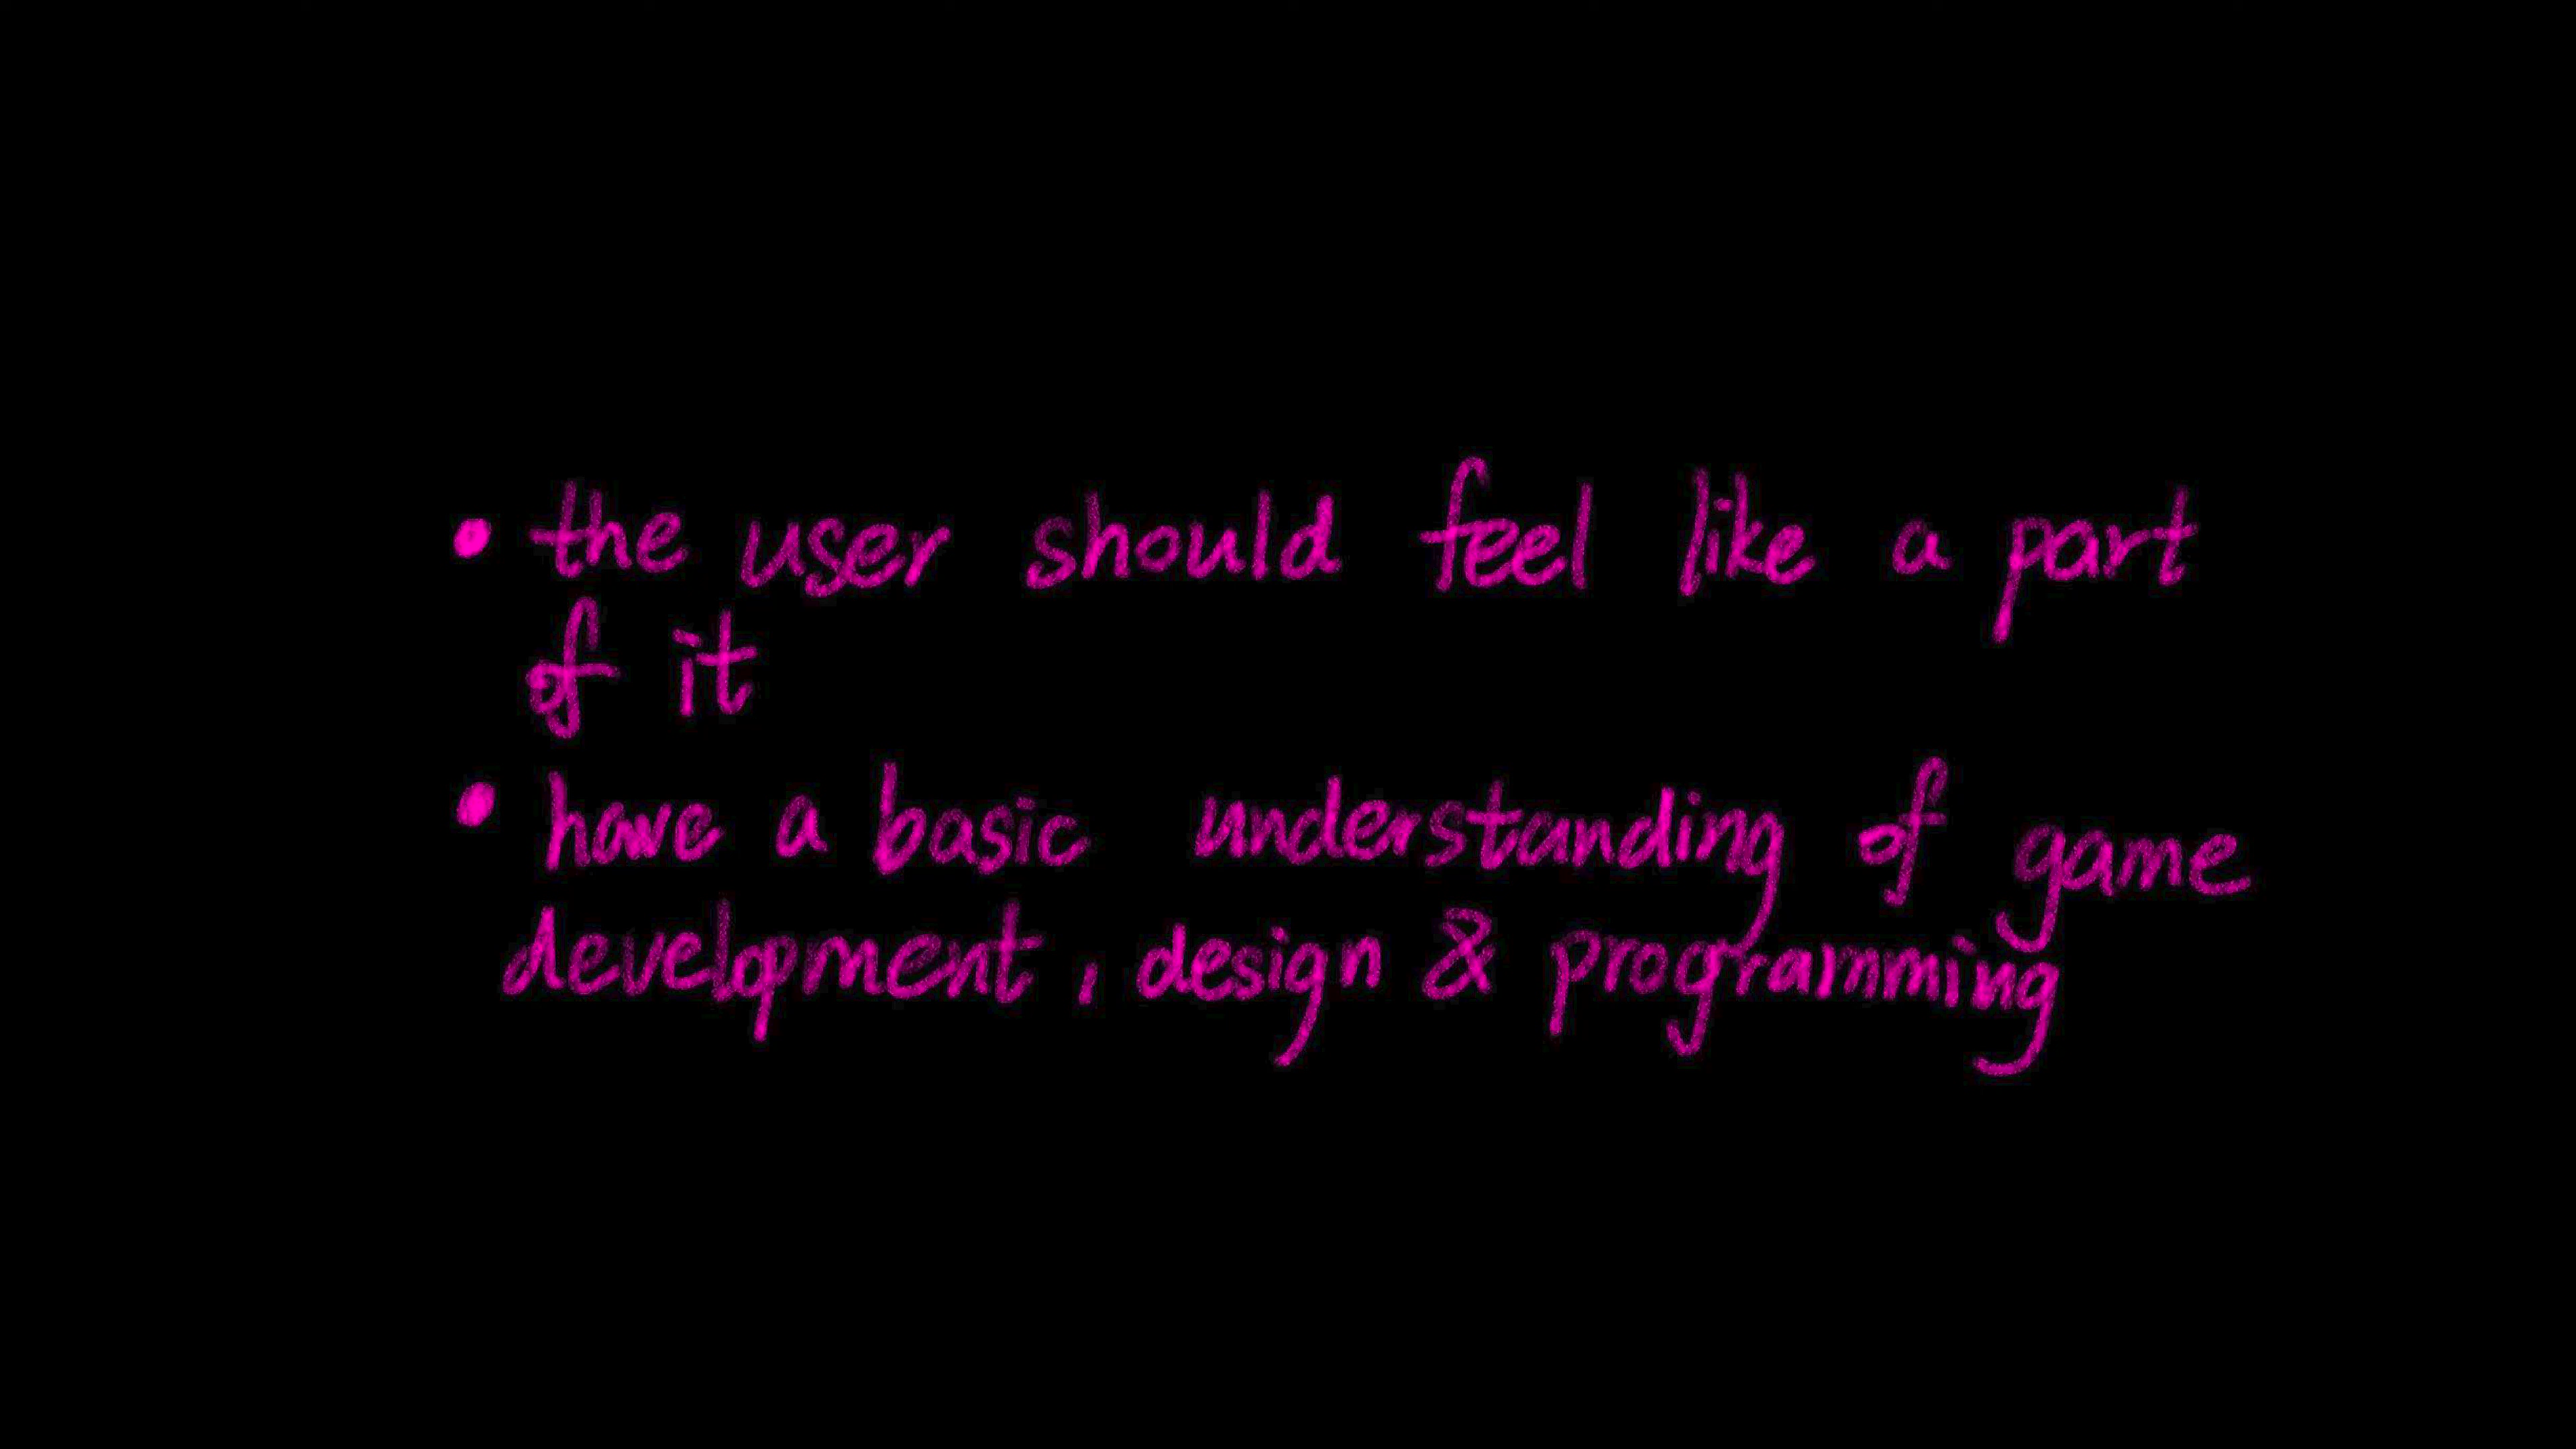 • the user should feel like a part
of it
• have a basic understanding of game
development, design & programming